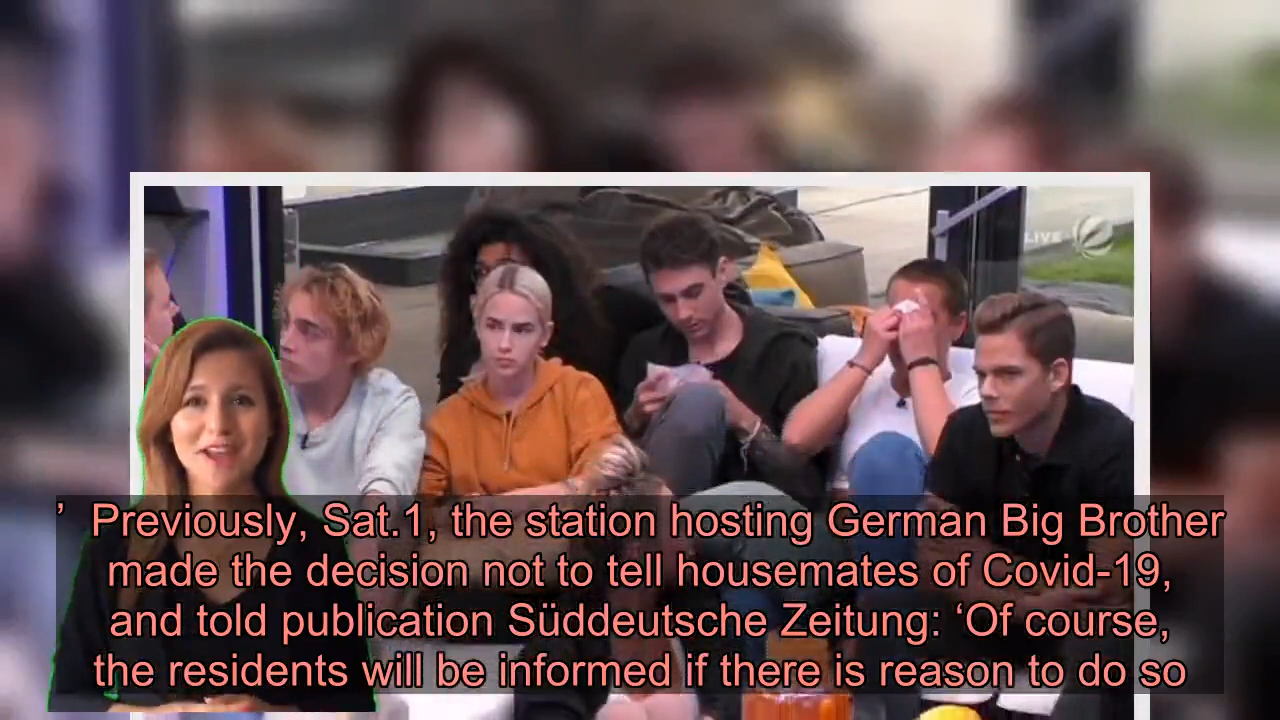 LIVE
’ Previously, Sat.1, the station hosting German Big Brother
made the decision not to tell housemates of Covid-19,
and told publication Süddeutsche Zeitung: ‘Of course,
the residents will be informed if there is reason to do so